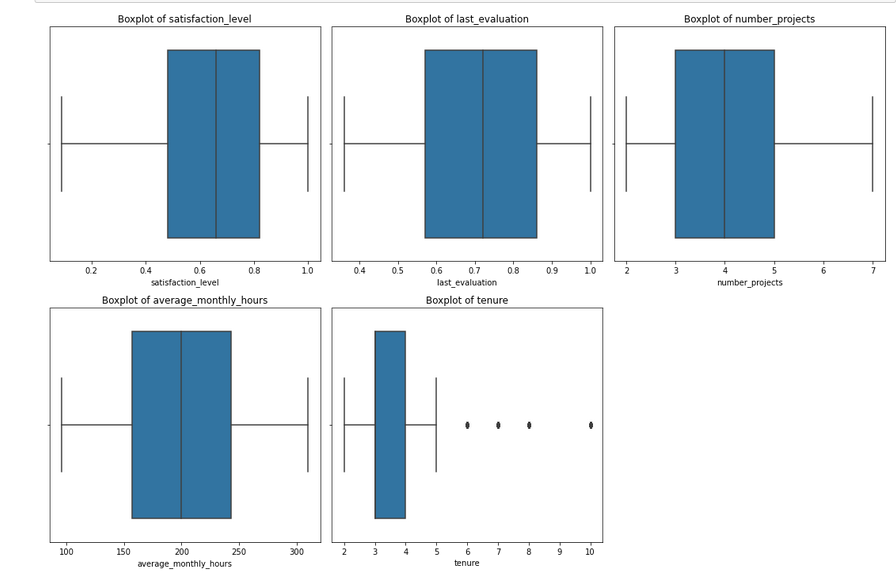 Boxplot of satisfaction_level
0.2 0.4 0.6 0.8 1.0
satisfaction_level
Boxplot of last_evaluation
0.4 0.5 0.6 0.7 0.8 0.9 1.0
last_evaluation
Boxplot of number_projects
2 3 4 5 6 7
number_projects
Boxplot of average_monthly_hours
100 150 200 250 300
average_monthly_hours
Boxplot of tenure
2 3 4 5 6 7 8 9 10
tenure